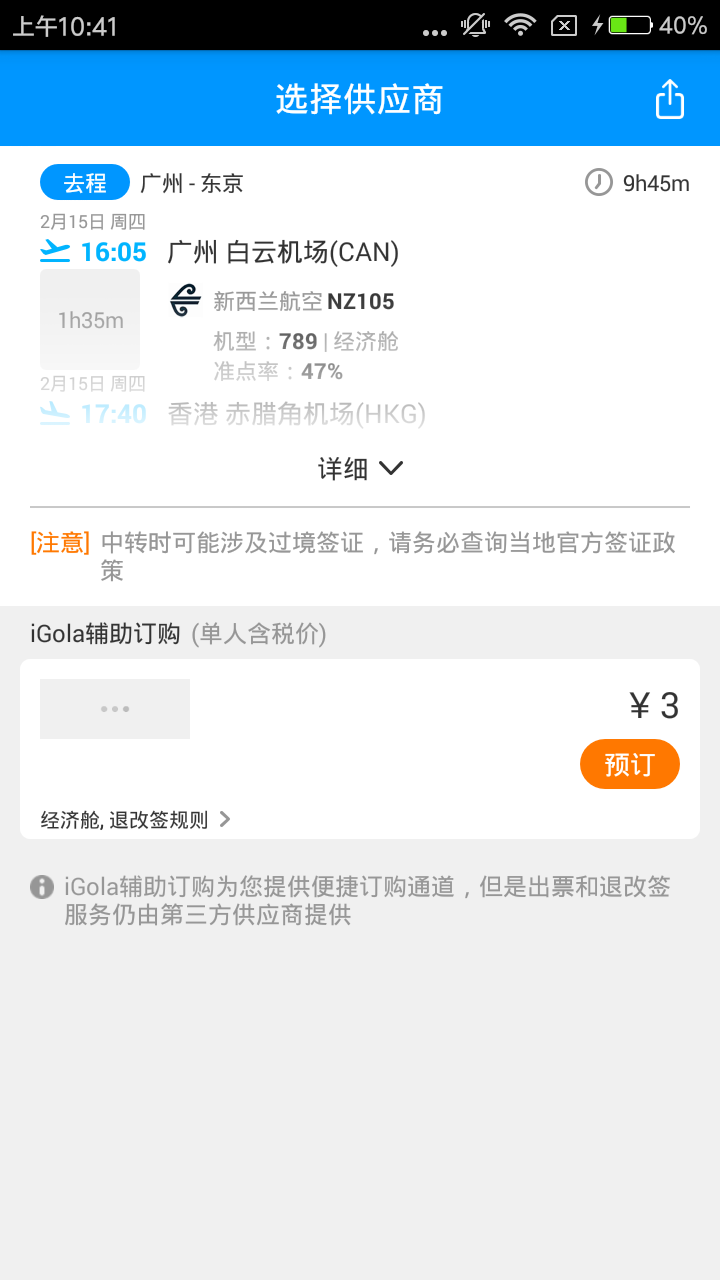 上午10:41
40%
选择供应商
去程 广州 - 东京 9h45m
2月15日 周四
16:05 广州 白云机场(CAN)
1h35m
新西兰航空 NZ105
机型：789 | 经济舱
准点率：47%
2月15日 周四
17:40 香港 赤腊角机场(HKG)
详细
[注意] 中转时可能涉及过境签证，请务必查询当地官方签证政
策
iGola辅助订购 (单人含税价)
¥ 3
预订
经济舱, 退改签规则
iGola辅助订购为您提供便捷订购通道，但是出票和退改签
服务仍由第三方供应商提供